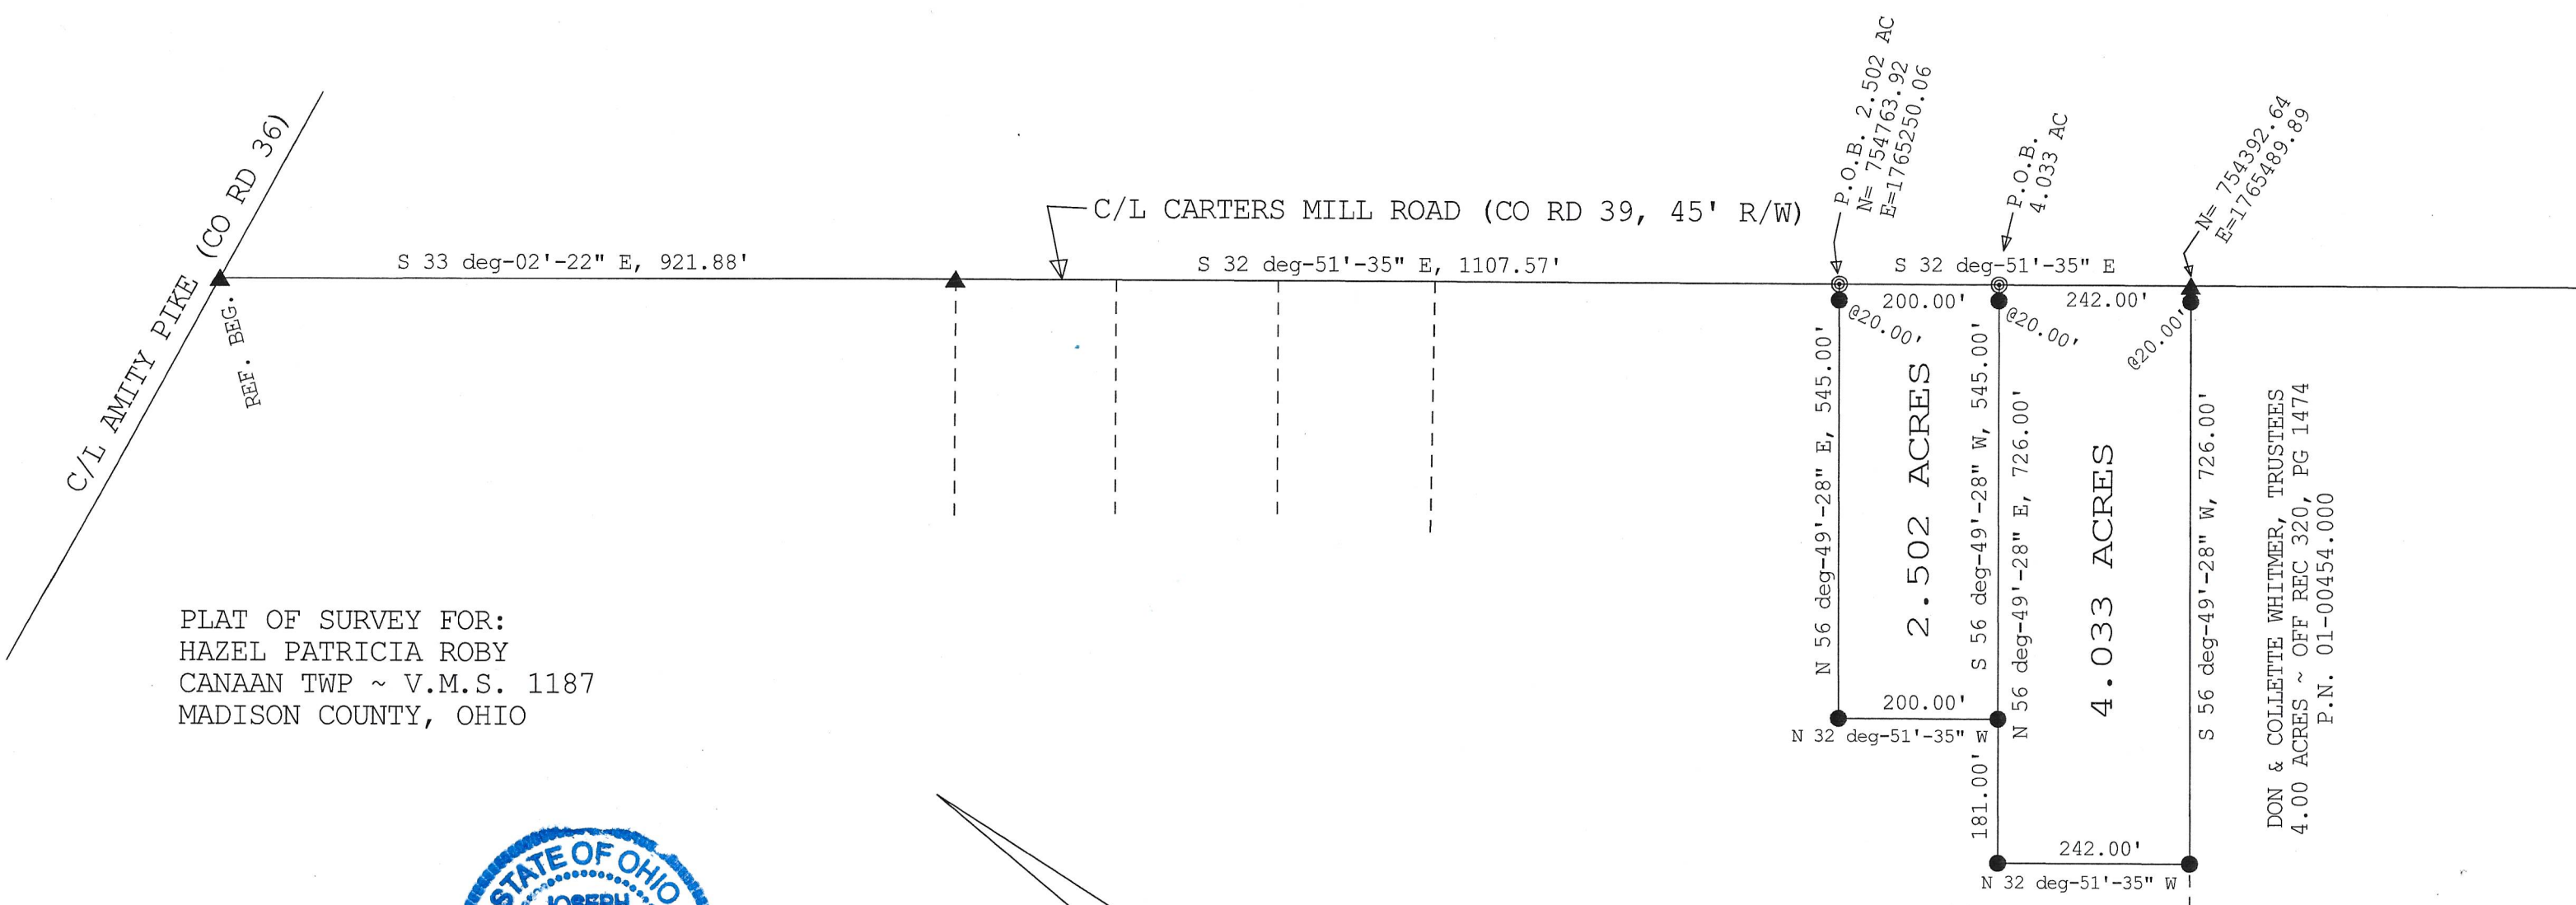 C/L AMITY PIKE (CO RD 36)
REF. BEG.
S 33 deg-02'-22" E, 921.88'
C/L CARTERS MILL ROAD (CO RD 39, 45' R/W)
S 32 deg-51'-35" E, 1107.57'
P.O.B. 2.502 AC
N= 754763.92
E=1765250.06
P.O.B.
4.033 AC
N= 754392.64
E=1765489.89
S 32 deg-51'-35" E
200.00'
242.00'
@20.00'
@20.00'
@20.00'
N 56 deg-49'-28" E, 545.00'
2.502 ACRES
S 56 deg-49'-28" W, 545.00'
N 56 deg-49'-28" E, 726.00'
4.033 ACRES
S 56 deg-49'-28" W, 726.00'
DON & COLLETTE WHITMER, TRUSTEES
4.00 ACRES ~ OFF REC 320, PG 1474
P.N. 01-00454.000
200.00'
N 32 deg-51'-35" W
181.00'
242.00'
N 32 deg-51'-35" W
PLAT OF SURVEY FOR:
HAZEL PATRICIA ROBY
CANAAN TWP ~ V.M.S. 1187
MADISON COUNTY, OHIO
STATE OF OHIO
JOSEPH